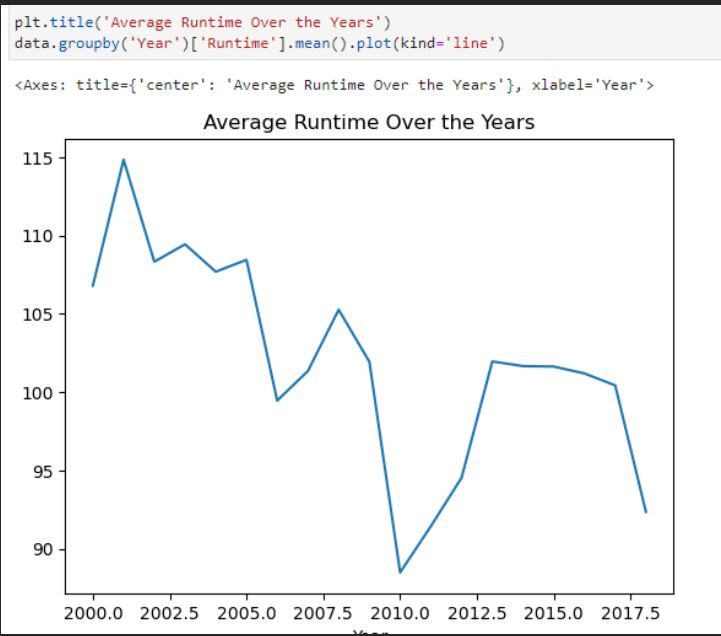 plt.title('Average Runtime Over the Years')
data.groupby('Year')['Runtime'].mean().plot(kind='line')
<Axes: title={'center': 'Average Runtime Over the Years'}, xlabel='Year'>
Average Runtime Over the Years
115
110
105
100
95
90
2000.0 2002.5 2005.0 2007.5 2010.0 2012.5 2015.0 2017.5
Year